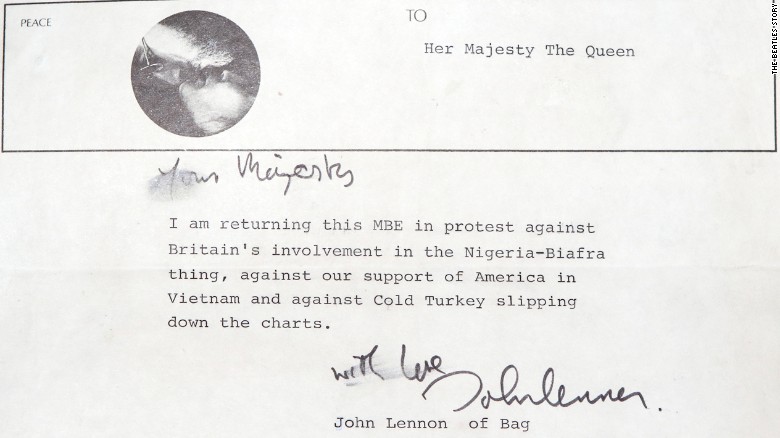 PEACE
TO
Her Majesty The Queen
Your Majesty
I am returning this MBE in protest against
Britain's involvement in the Nigeria-Biafra
thing, against our support of America in
Vietnam and against Cold Turkey slipping
down the charts.
with love
John Lennon.
John Lennon of Bag
THE-BEATLES-STORY